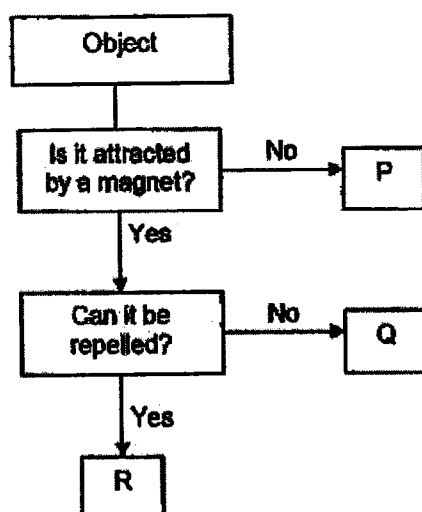 Object
Is it attracted
by a magnet?
No
P
Yes
Can it be
repelled?
No
Q
Yes
R